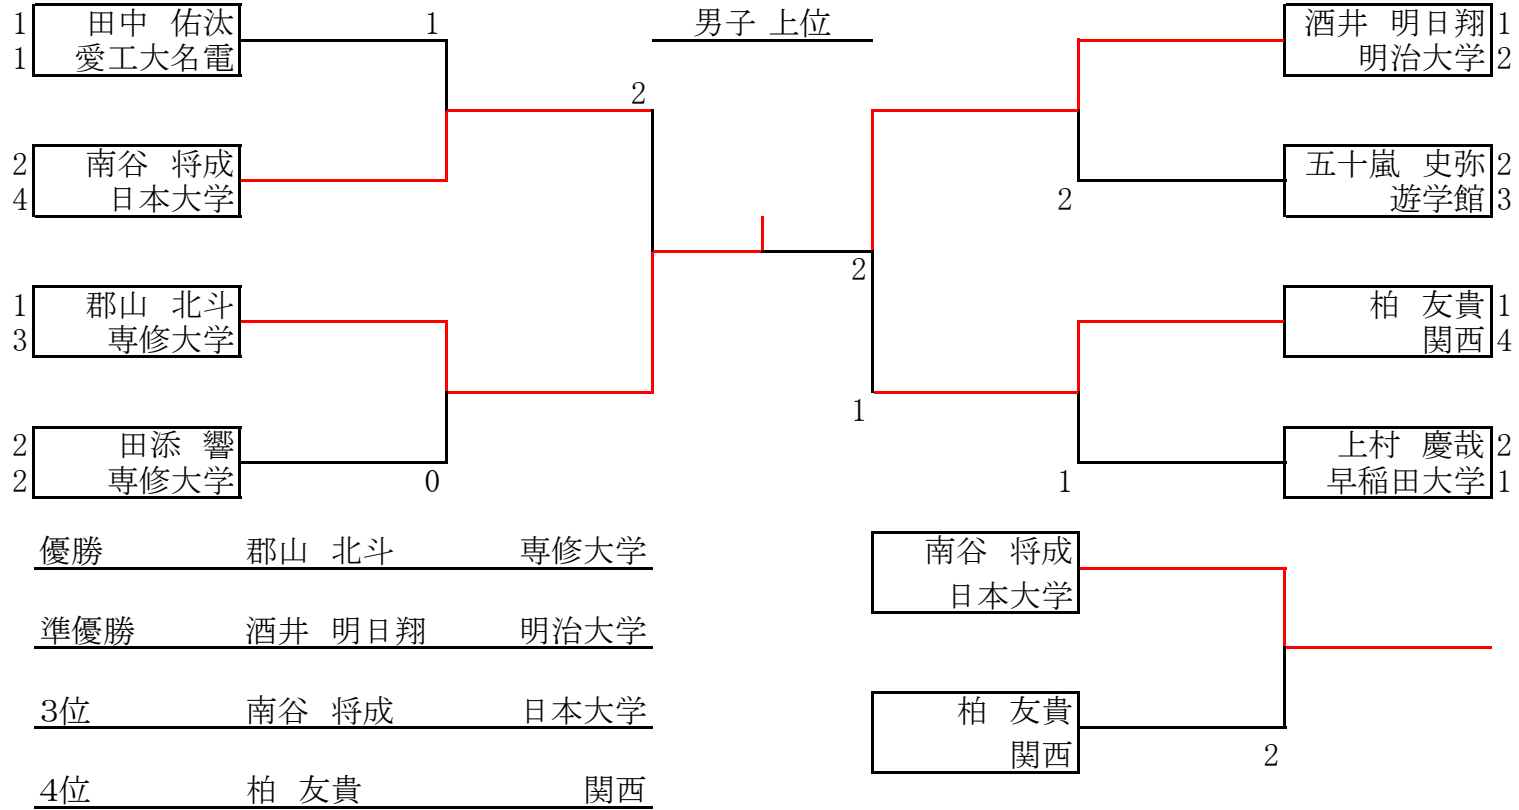 男子 上位
1 田中 佑汰
1 愛工大名電
1
2 南谷 将成
4 日本大学
2
1 郡山 北斗
3 専修大学
2 田添 響
2 専修大学
0
酒井 明日翔 1
明治大学 2
五十嵐 史弥 2
遊学館 3
2
2
柏 友貴 1
関西 4
1
上村 慶哉 2
早稲田大学 1
1
優勝 郡山 北斗 専修大学
準優勝 酒井 明日翔 明治大学
3位 南谷 将成 日本大学
4位 柏 友貴 関西
南谷 将成
日本大学
柏 友貴
関西
2